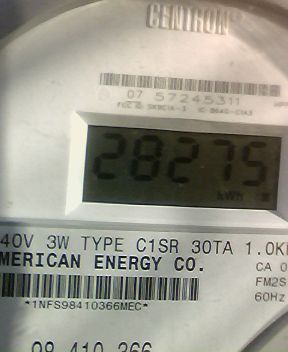 CENTRON
07 57245311
28275
kWh
40V 3W TYPE C1SR 30TA 1.0K
MERICAN ENERGY CO.
CA 0
FM2S
60Hz
*1NFS98410366MEC*
98 410 366